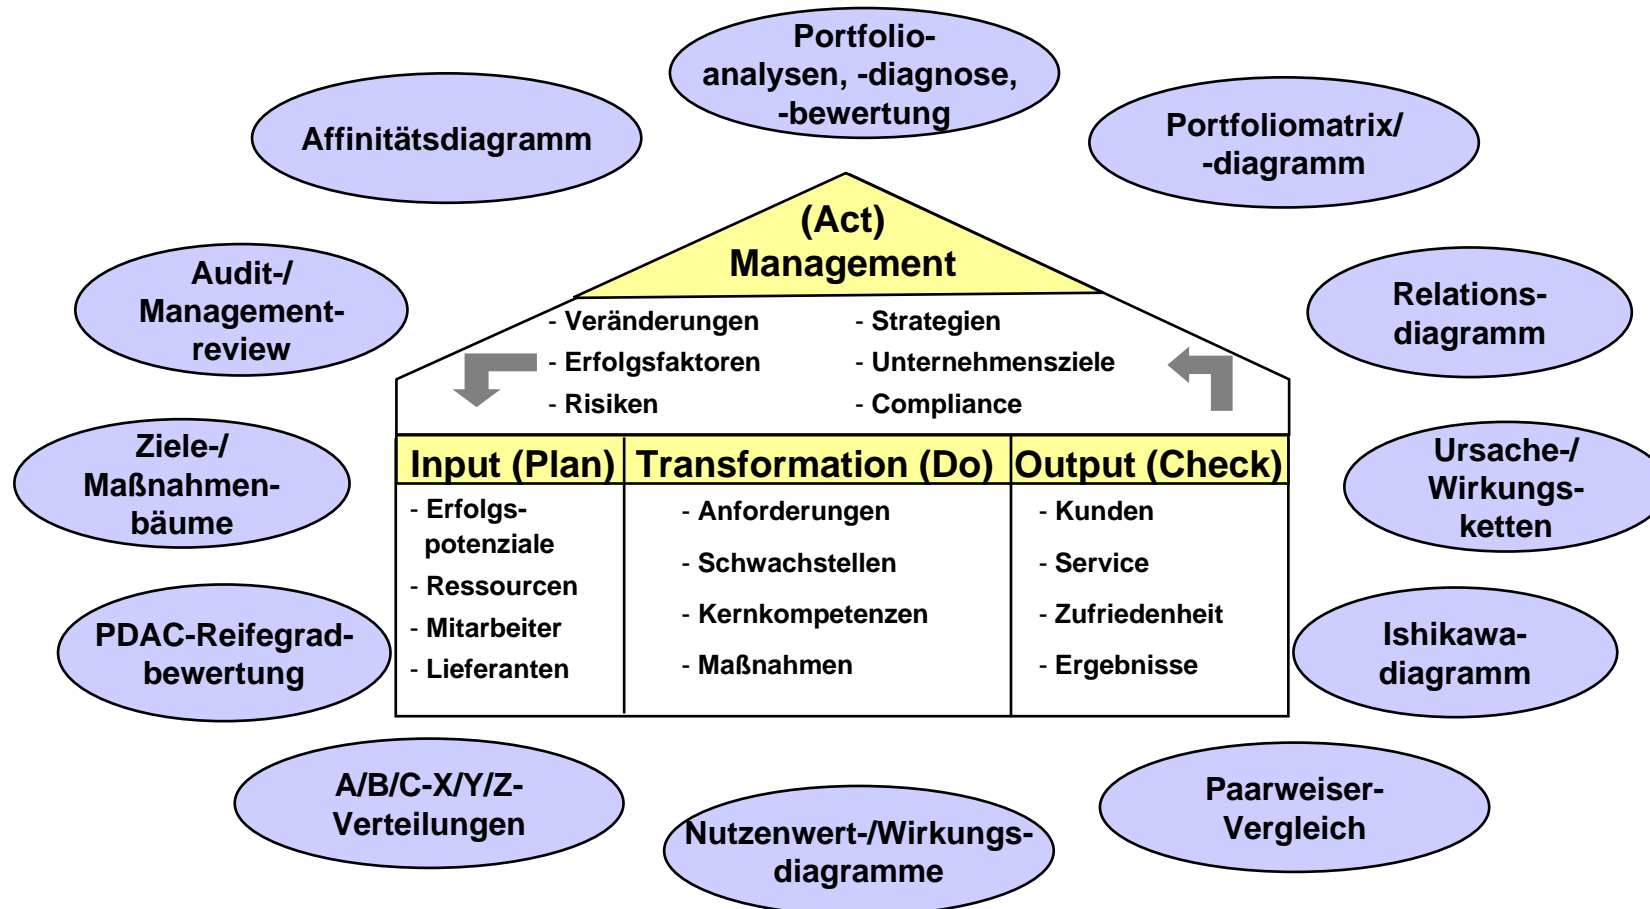 Portfolio-
analysen, -diagnose,
-bewertung
Affinitätsdiagramm
Portfoliomatrix/
-diagramm
(Act)
Management
Audit-/
Management-
review
Relations-
diagramm
- Veränderungen
- Erfolgsfaktoren
- Risiken
- Strategien
- Unternehmensziele
- Compliance
Ziele-/
Maßnahmen-
bäume
Ursache-/
Wirkungs-
ketten
Input (Plan)
- Erfolgs-
potenziale
- Ressourcen
- Mitarbeiter
- Lieferanten
Transformation (Do)
- Anforderungen
- Schwachstellen
- Kernkompetenzen
- Maßnahmen
Output (Check)
- Kunden
- Service
- Zufriedenheit
- Ergebnisse
PDAC-Reifegrad-
bewertung
Ishikawa-
diagramm
A/B/C-X/Y/Z-
Verteilungen
Nutzenwert-/Wirkungs-
diagramme
Paarweiser-
Vergleich